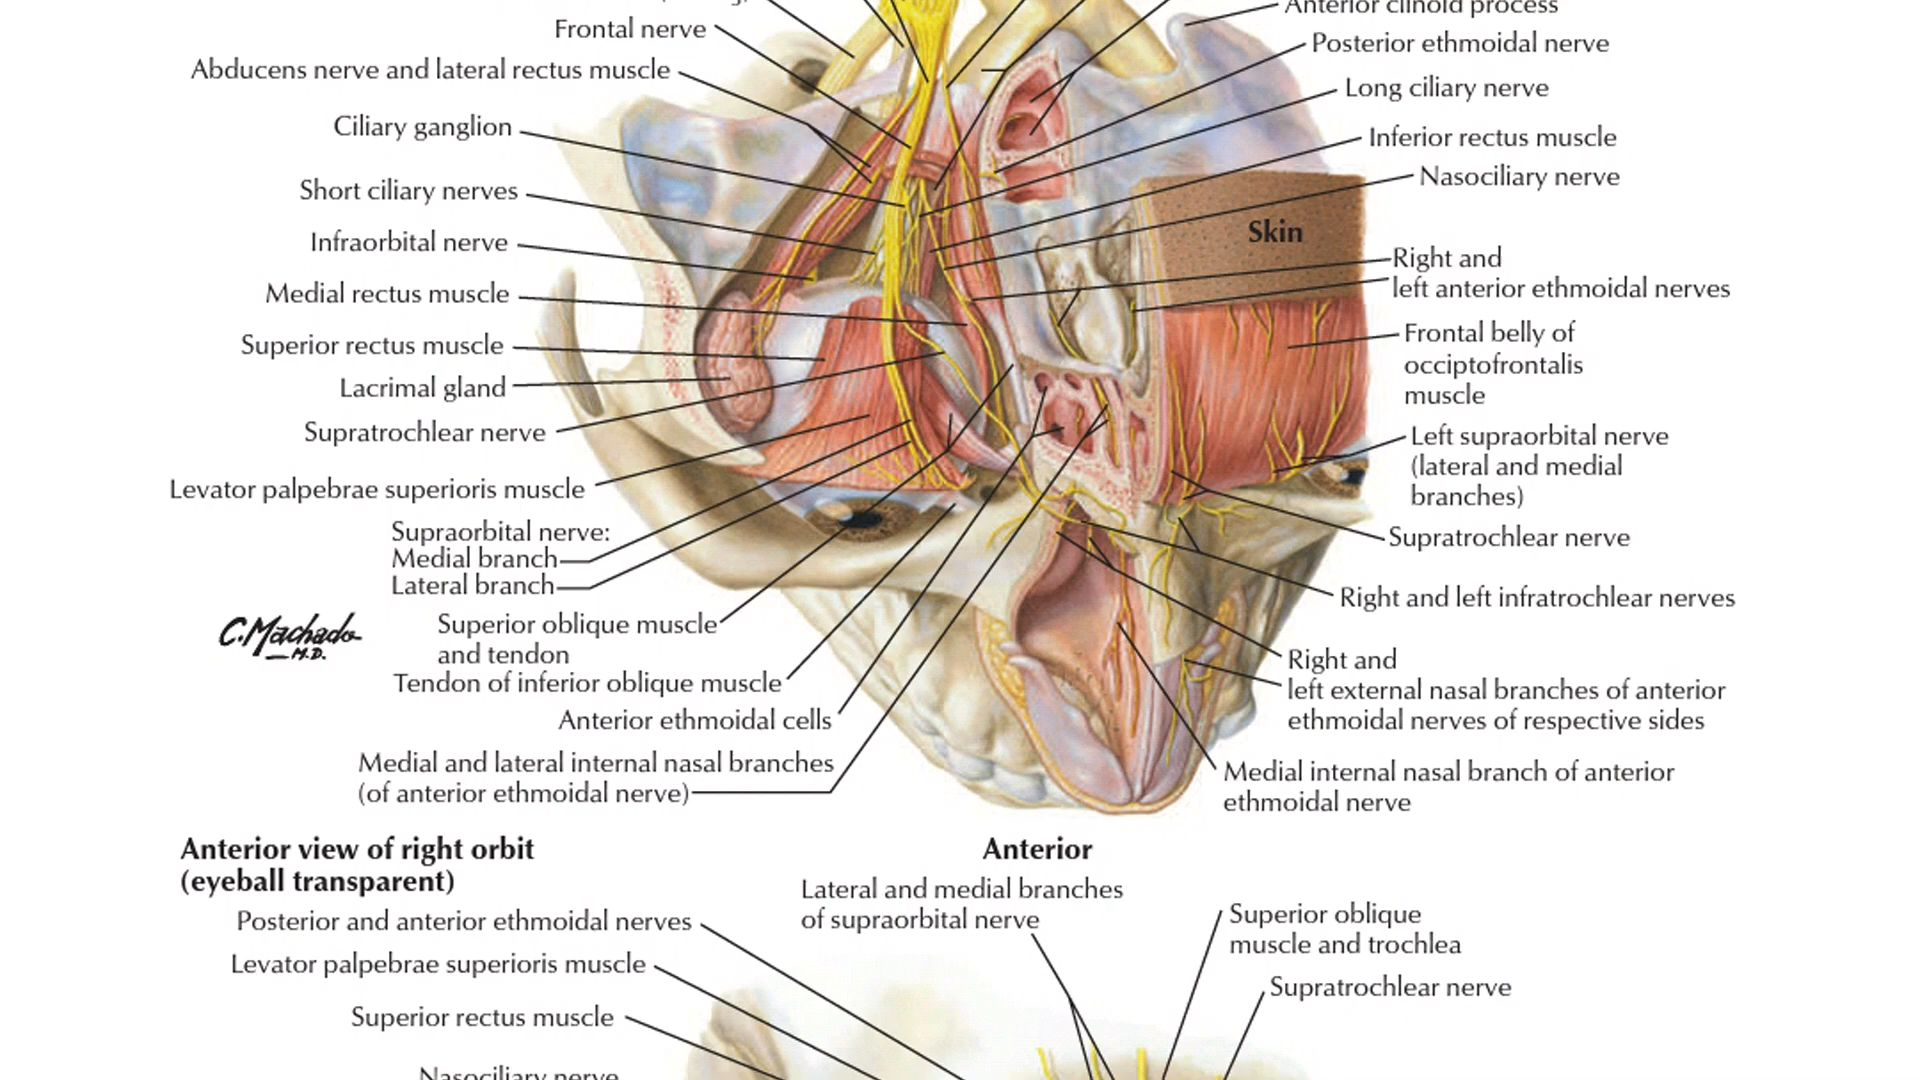 Frontal nerve
Abducens nerve and lateral rectus muscle
Ciliary ganglion
Short ciliary nerves
Infraorbital nerve
Medial rectus muscle
Superior rectus muscle
Lacrimal gland
Supratrochlear nerve
Levator palpebrae superioris muscle
Supraorbital nerve:
Medial branch
Lateral branch
C. Machado
M.D.
Superior oblique muscle
and tendon
Tendon of inferior oblique muscle
Anterior ethmoidal cells
Medial and lateral internal nasal branches
(of anterior ethmoidal nerve)
Anterior clinoid process
Posterior ethmoidal nerve
Long ciliary nerve
Inferior rectus muscle
Nasociliary nerve
Skin
Right and
left anterior ethmoidal nerves
Frontal belly of
occiptofrontalis
muscle
Left supraorbital nerve
(lateral and medial
branches)
Supratrochlear nerve
Right and left infratrochlear nerves
Right and
left external nasal branches of anterior
ethmoidal nerves of respective sides
Medial internal nasal branch of anterior
ethmoidal nerve
Anterior view of right orbit
(eyeball transparent)
Anterior
Posterior and anterior ethmoidal nerves
Levator palpebrae superioris muscle
Superior rectus muscle
Nasociliary nerve
Lateral and medial branches
of supraorbital nerve
Superior oblique
muscle and trochlea
Supratrochlear nerve